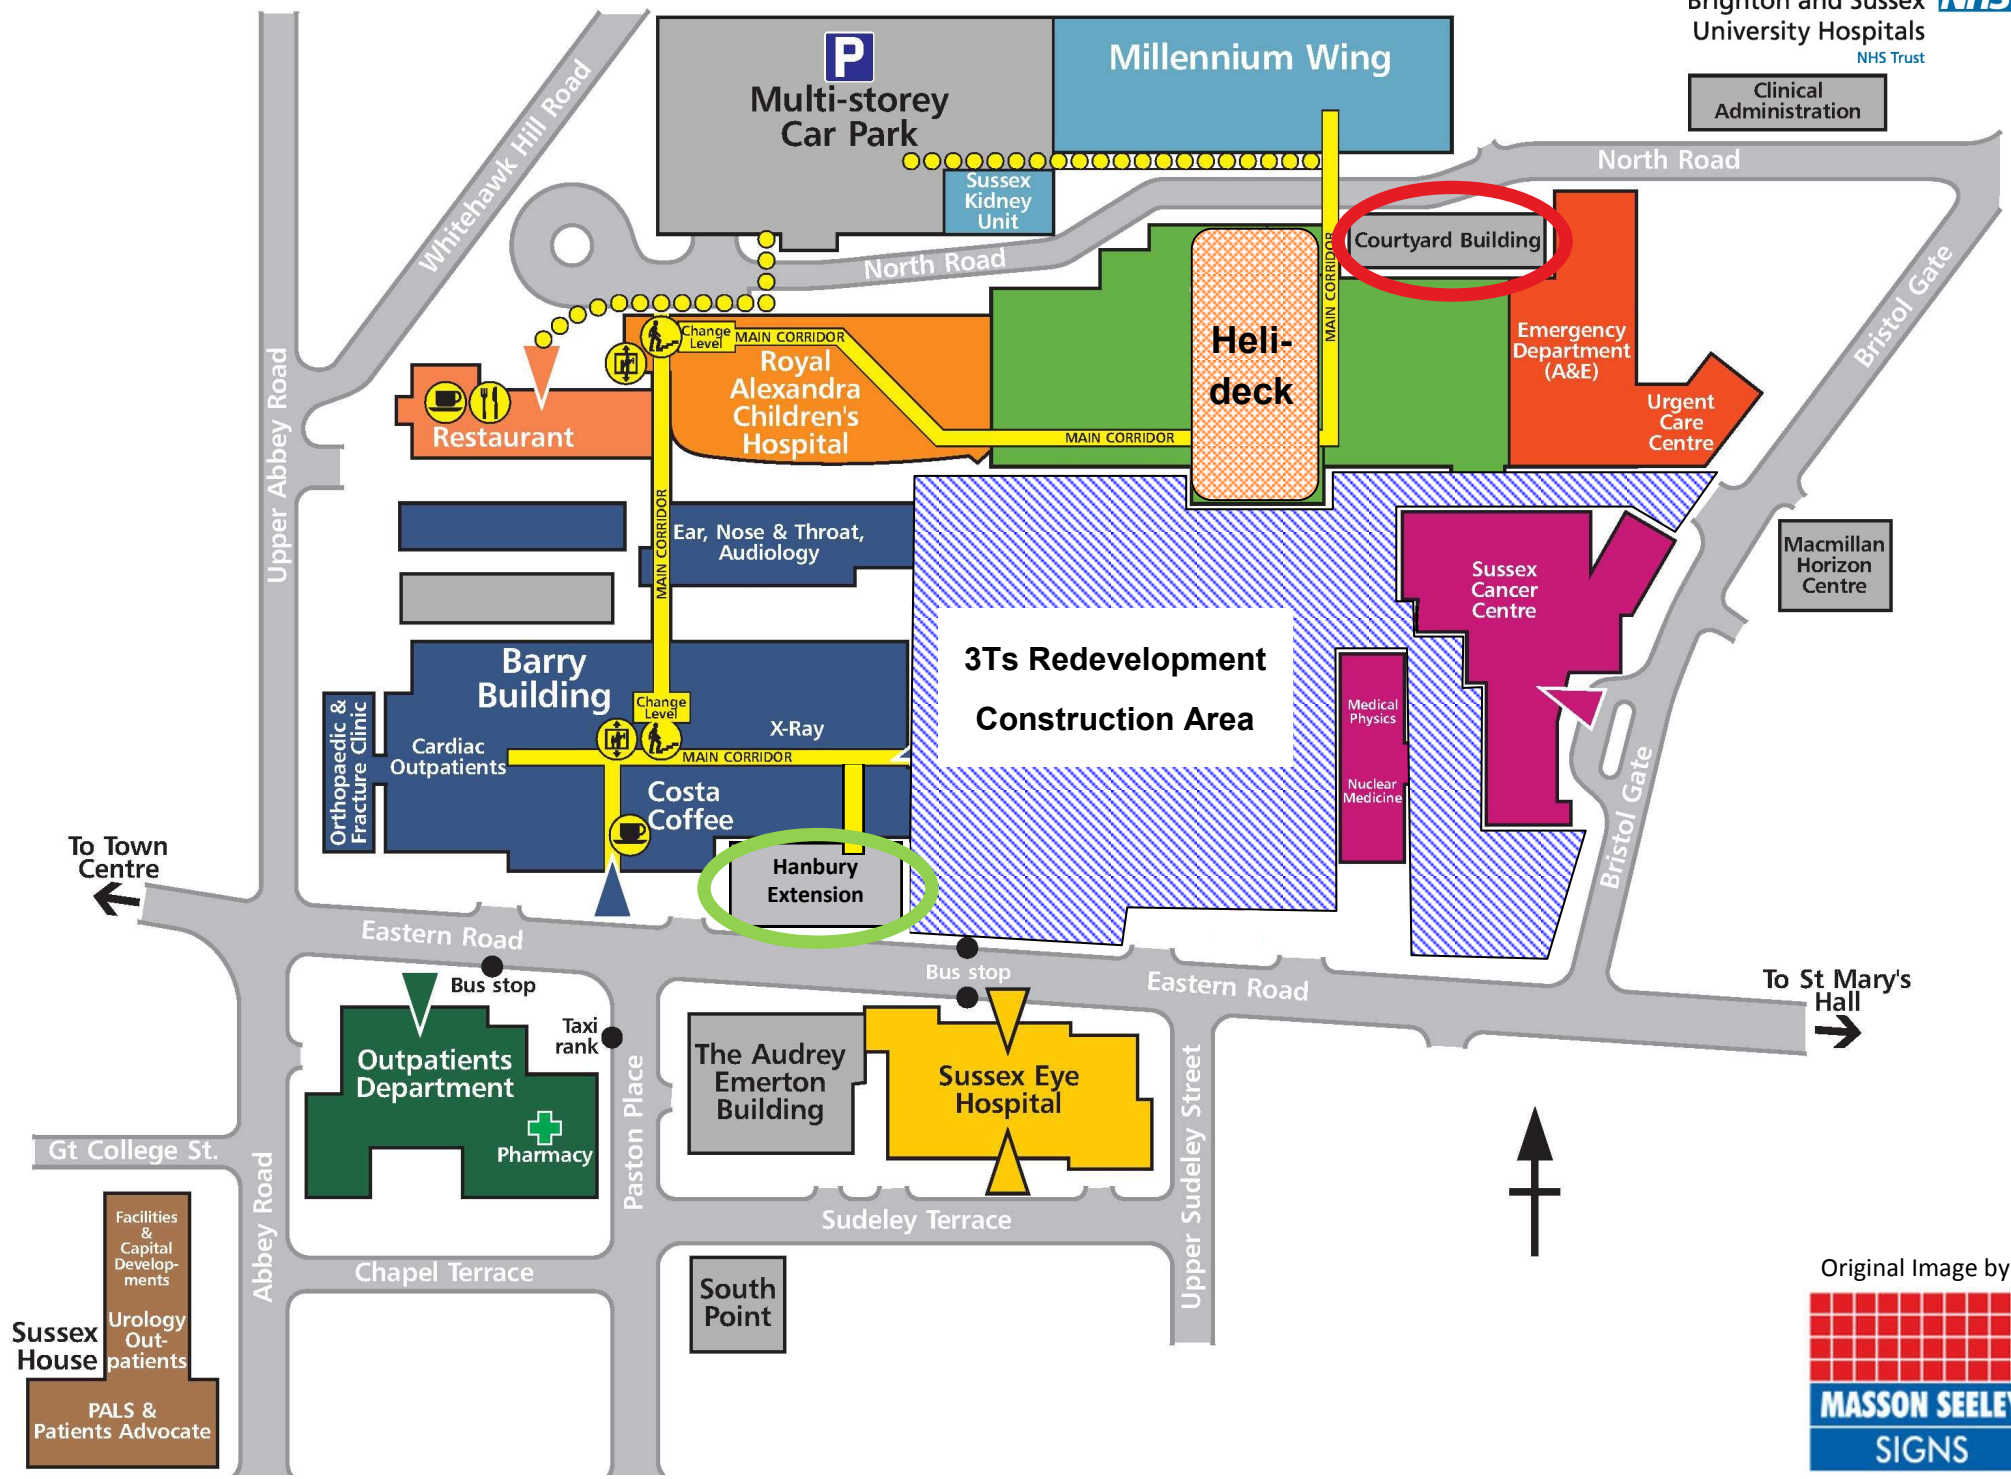 Brighton and Sussex NHS
University Hospitals
NHS Trust
Clinical
Administration
P
Multi-storey
Car Park
Millennium Wing
Sussex
Kidney
Unit
North Road
North Road
Whitehawk Hill Road
Upper Abbey Road
Courtyard Building
MAIN CORRIDOR
Heli-
deck
Emergency
Department
(A&E)
Urgent
Care
Centre
Bristol Gate
Change
Level
MAIN CORRIDOR
Royal
Alexandra
Children's
Hospital
MAIN CORRIDOR
Restaurant
MAIN CORRIDOR
Ear, Nose & Throat,
Audiology
Macmillan
Horizon
Centre
Sussex
Cancer
Centre
3Ts Redevelopment
Construction Area
Medical
Physics
Nuclear
Medicine
Barry
Building
Change
Level
X-Ray
MAIN CORRIDOR
Cardiac
Outpatients
Orthopaedic &
Fracture Clinic
Costa
Coffee
Hanbury
Extension
Bristol Gate
To Town
Centre
Eastern Road
Bus stop
Bus stop
Eastern Road
To St Mary's
Hall
Taxi
rank
Outpatients
Department
Pharmacy
Paston Place
The Audrey
Emerton
Building
Sussex Eye
Hospital
Upper Sudeley Street
Gt College St.
Abbey Road
Sudeley Terrace
Chapel Terrace
South
Point
Facilities
&
Capital
Develop-
ments
Urology
Out-
patients
Sussex
House
PALS &
Patients Advocate
Original Image by
MASSON SEELEY
SIGNS